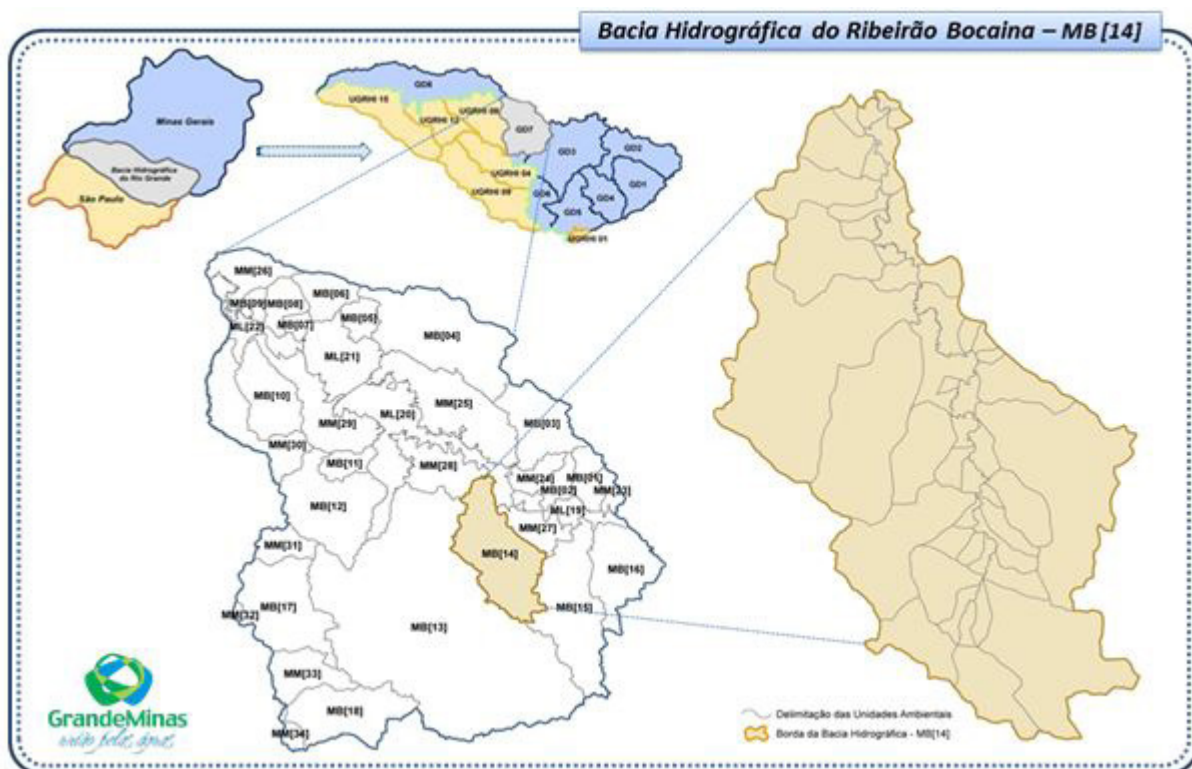 Bacia Hidrográfica do Ribeirão Bocaina – MB [14]
Minas Gerais
Bacia Hidrográfica
do Rio Grande
São Paulo
GD8
UGRHI 15
UGRHI 12
GD7
GD3
GD2
UGRHI 04
GD1
GD6
GD4
GD5
UGRHI 01
MM[26]
MB[06]
MB[09]
MB[08]
MB[05]
ML[22]
MB[07]
MB[04]
ML[21]
MB[10]
ML[20]
MM[25]
MM[29]
MB[03]
MM[30]
MB[11]
MM[28]
MM[24]
MB[01]
MB[02]
MM[23]
MB[12]
ML[19]
MM[27]
MM[31]
MB[14]
MB[16]
MB[17]
MB[15]
MM[32]
MB[13]
MM[33]
MB[18]
MM[34]
GrandeMinas
união pelas águas
Delimitação das Unidades Ambientais
Borda da Bacia Hidrográfica - MB[14]